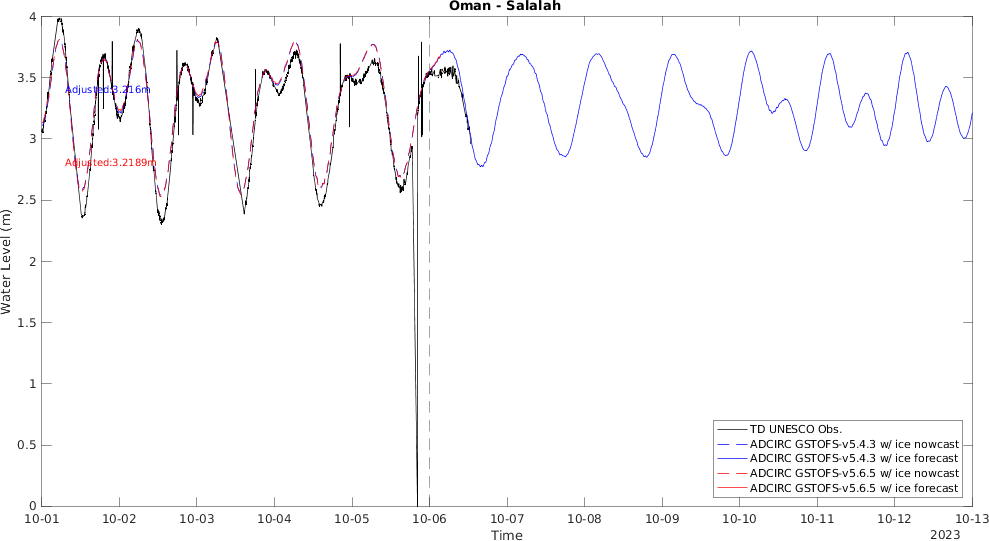 Oman - Salalah
4
3.5
3
2.5
2
1.5
1
0.5
0
Water Level (m)
Adjusted:3.216m
Adjusted:3.2189m
TD UNESCO Obs.
ADCIRC GSTOFS-v5.4.3 w/ ice nowcast
ADCIRC GSTOFS-v5.4.3 w/ ice forecast
ADCIRC GSTOFS-v5.6.5 w/ ice nowcast
ADCIRC GSTOFS-v5.6.5 w/ ice forecast
10-01 10-02 10-03 10-04 10-05 10-06 10-07 10-08 10-09 10-10 10-11 10-12 10-13
Time
2023